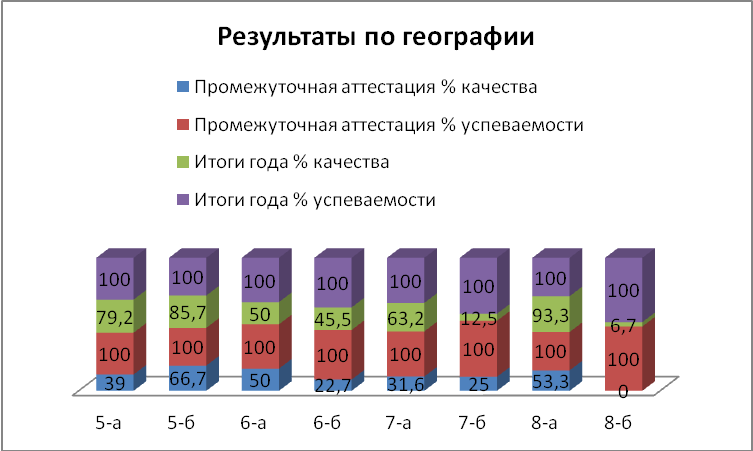 Результаты по географии
Промежуточная аттестация % качества
Промежуточная аттестация % успеваемости
Итоги года % качества
Итоги года % успеваемости
100 100 100 100 100 100 100 100
79,2 85,7 50 45,5 63,2 12,5 93,3 6,7
100 100 100 100 100 100 100 100
39 66,7 50 22,7 31,6 25 53,3 0
5-а 5-б 6-а 6-б 7-а 7-б 8-а 8-б